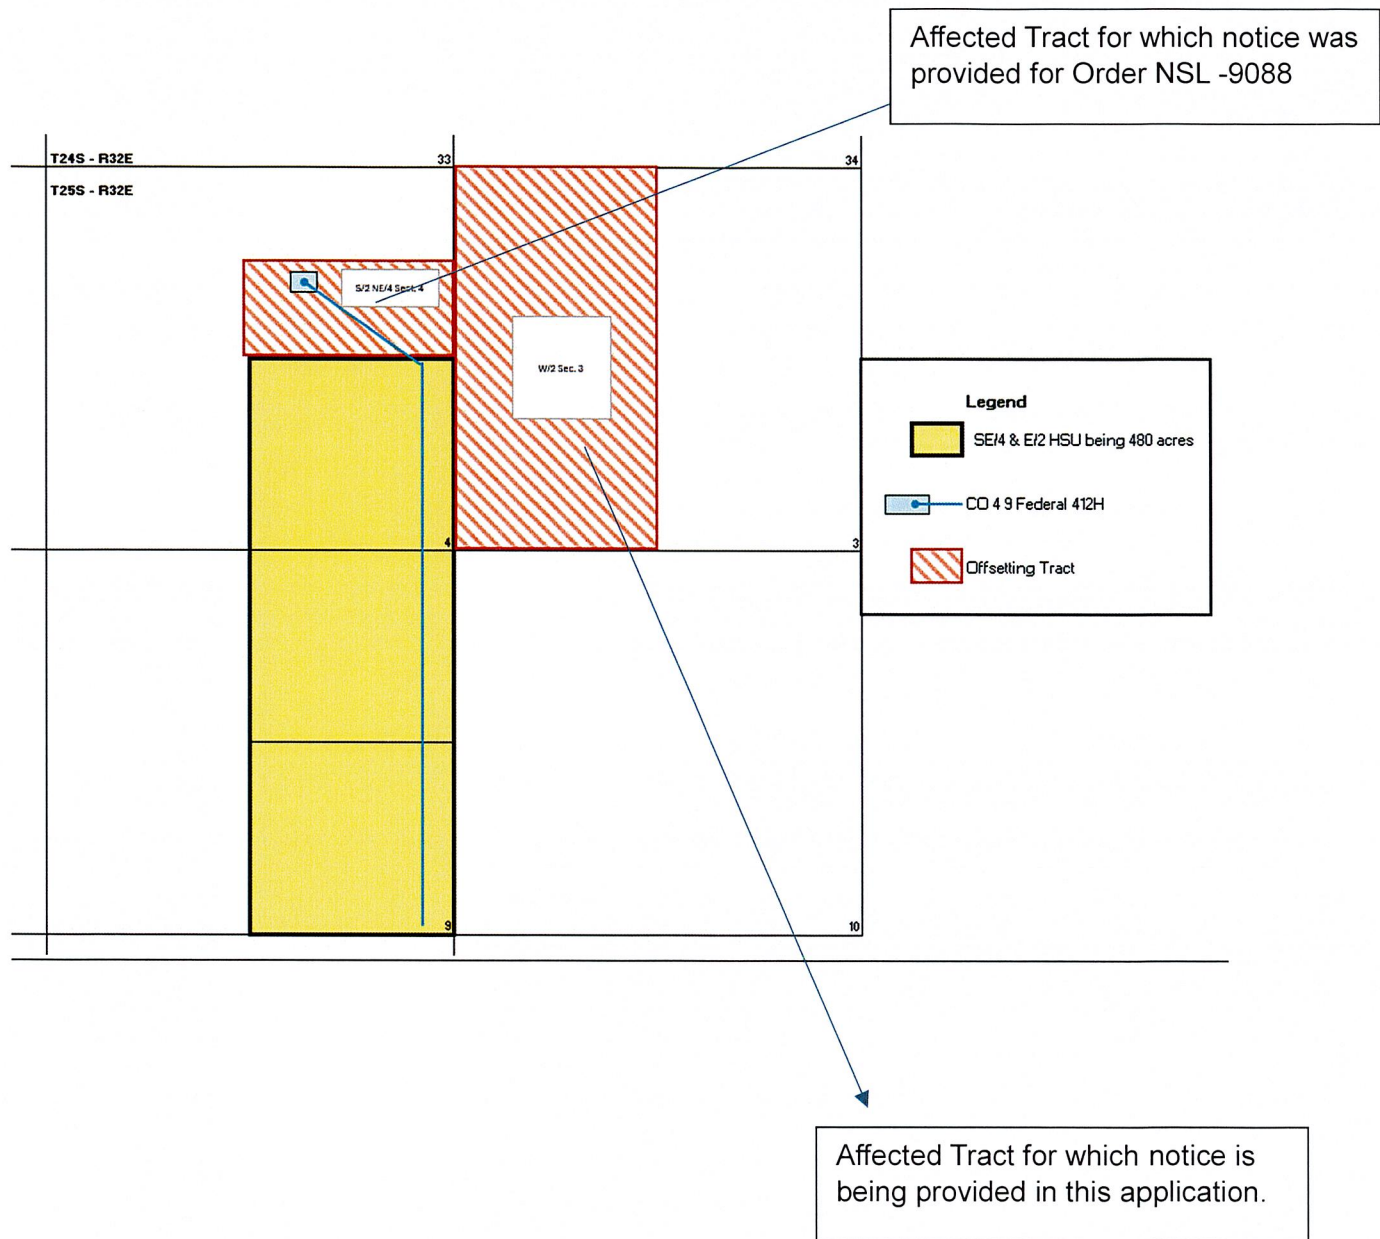 Affected Tract for which notice was
provided for Order NSL -9088
T24S - R32E
33
34
T25S - R32E
S/2 NE/4 Sect. 4
W/2 Sec. 3
Legend
SE/4 & E/2 HSU being 480 acres
CO 4 9 Federal 412H
Offsetting Tract
4
3
9
10
Affected Tract for which notice is
being provided in this application.